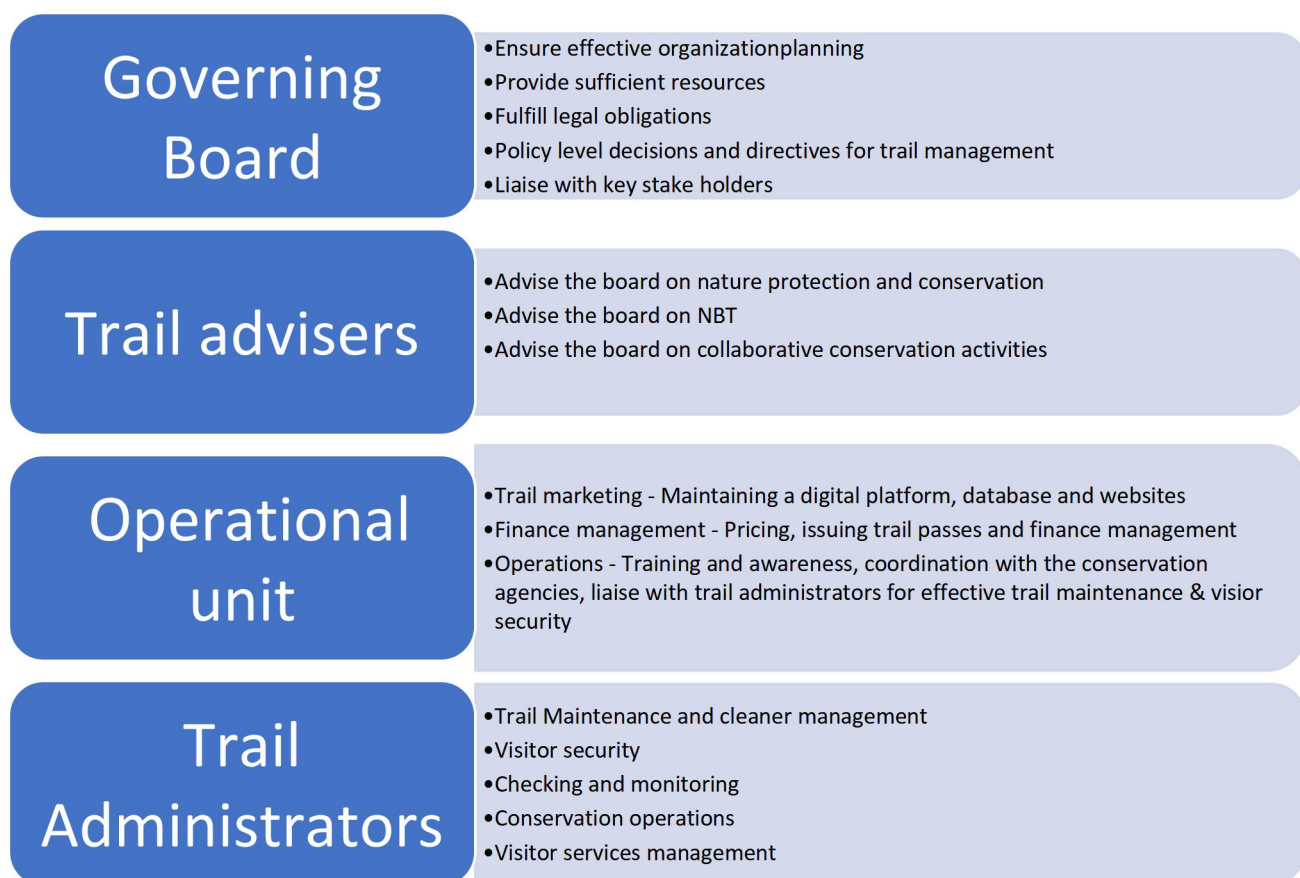 Governing
Board
•Ensure effective organizationplanning
•Provide sufficient resources
•Fulfill legal obligations
•Policy level decisions and directives for trail management
•Liaise with key stake holders
Trail advisers
•Advise the board on nature protection and conservation
•Advise the board on NBT
•Advise the board on collaborative conservation activities
Operational
unit
•Trail marketing - Maintaining a digital platform, database and websites
•Finance management - Pricing, issuing trail passes and finance management
•Operations - Training and awareness, coordination with the conservation
agencies, liaise with trail administrators for effective trail maintenance & visior
security
Trail
Administrators
•Trail Maintenance and cleaner management
•Visitor security
•Checking and monitoring
•Conservation operations
•Visitor services management